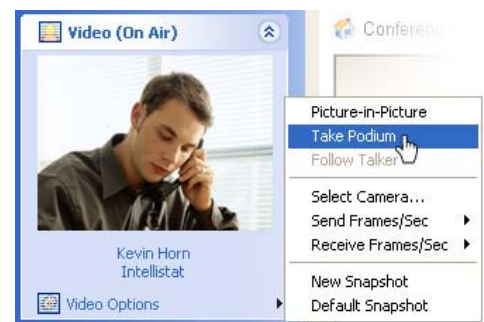 Video (On Air)
Conferen
Picture-in-Picture
Take Podium
Follow Talker
Select Camera...
Send Frames/Sec
Receive Frames/Sec
New Snapshot
Default Snapshot
Kevin Horn
Intellistat
Video Options